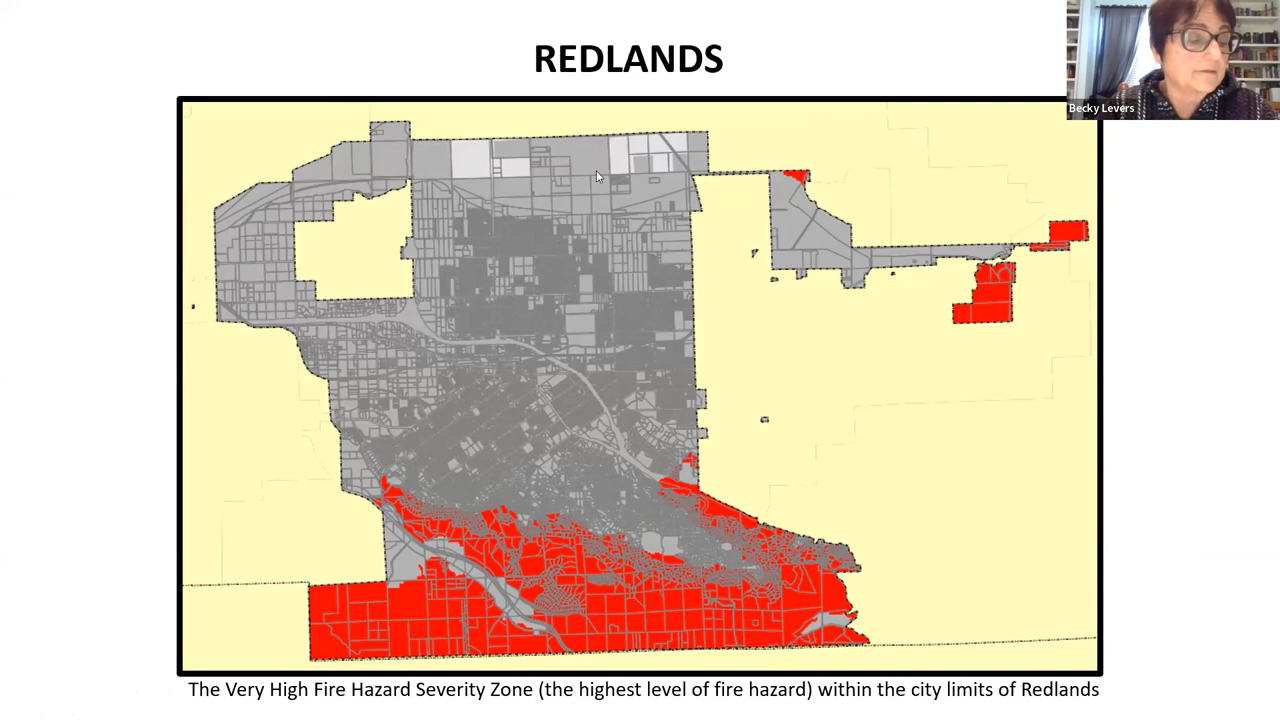 REDLANDS
Becky Levers
The Very High Fire Hazard Severity Zone (the highest level of fire hazard) within the city limits of Redlands